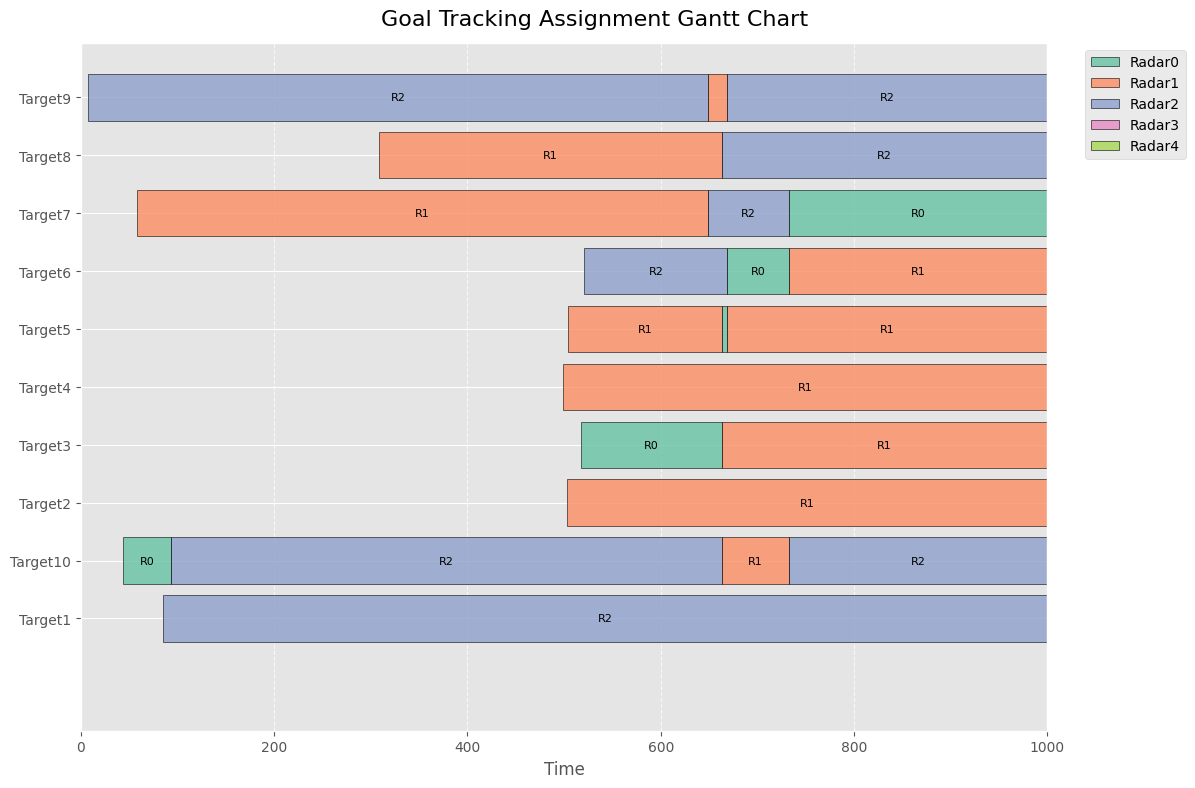 Goal Tracking Assignment Gantt Chart
Radar0
Radar1
Radar2
Radar3
Radar4
Target9 R2 R2
Target8 R1 R2
Target7 R1 R2 R0
Target6 R2 R0 R1
Target5 R1 R1
Target4 R1
Target3 R0 R1
Target2 R1
Target10 R0 R2 R1 R2
Target1 R2
0 200 400 600 800 1000
Time